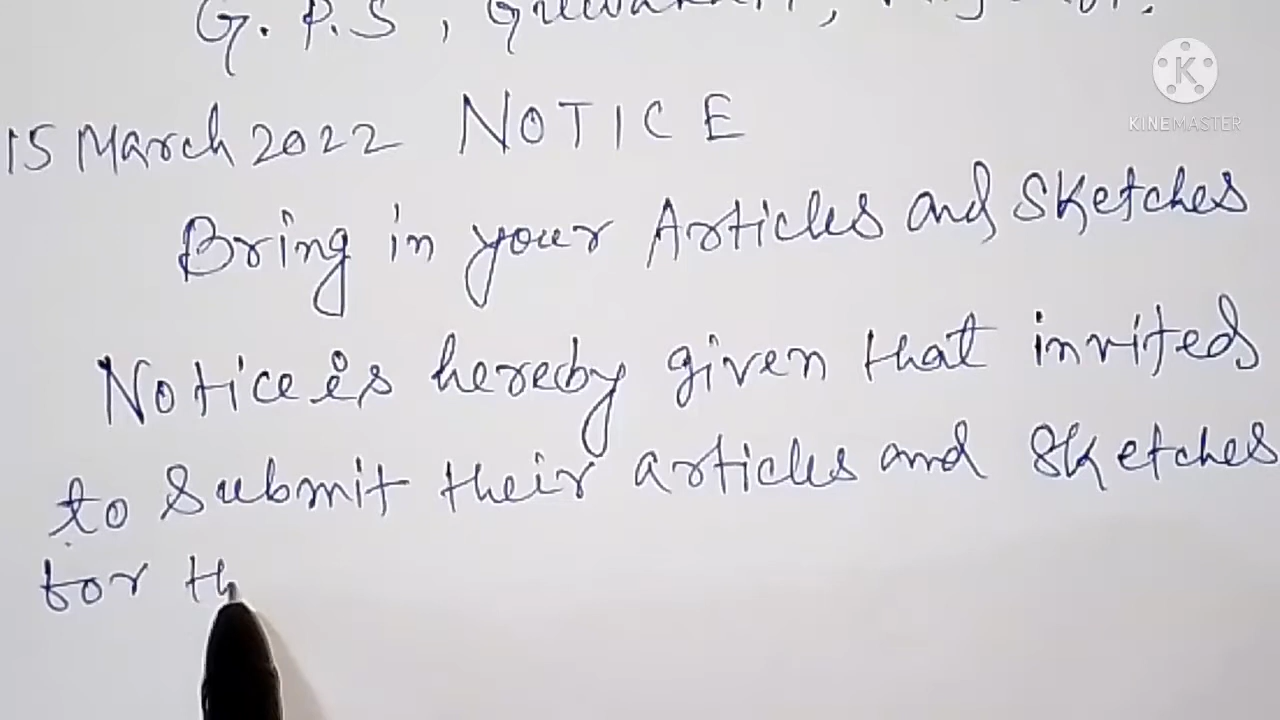 G.P.S,
15 March 2022 NOTICE
Bring in your Articles and Sketches
Notice is hereby given that invited
to submit their articles and sketches
for th
KINEMASTER